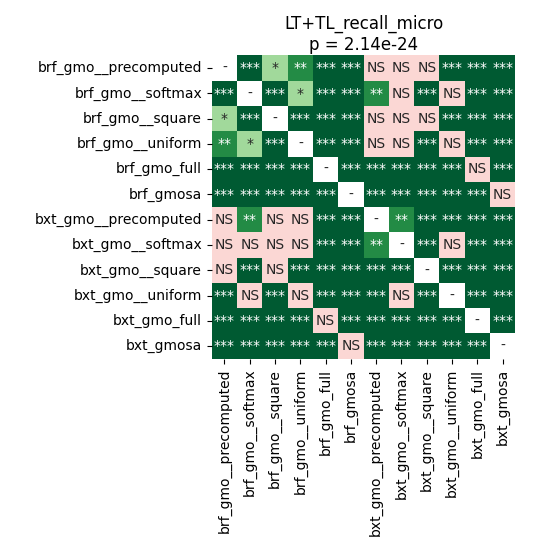 LT+TL_recall_micro
p = 2.14e-24
brf_gmo__precomputed - *** * ** *** *** NS NS NS *** *** ***
brf_gmo__softmax *** - *** * *** *** ** NS *** NS *** ***
brf_gmo__square * *** - *** *** *** NS NS NS *** *** ***
brf_gmo__uniform ** * *** - *** *** NS NS *** NS *** ***
brf_gmo_full *** *** *** *** - *** *** *** *** *** NS ***
brf_gmosa *** *** *** *** *** - *** *** *** *** *** NS
bxt_gmo__precomputed NS ** NS NS *** *** - ** *** *** *** ***
bxt_gmo__softmax NS NS NS NS *** *** ** - *** NS *** ***
bxt_gmo__square NS *** NS *** *** *** *** *** - *** *** ***
bxt_gmo__uniform *** NS *** NS *** *** *** NS *** - *** ***
bxt_gmo_full *** *** *** *** NS *** *** *** *** *** - ***
bxt_gmosa *** *** *** *** *** NS *** *** *** *** *** -
brf_gmo__precomputed
brf_gmo__softmax
brf_gmo__square
brf_gmo__uniform
brf_gmo_full
brf_gmosa
bxt_gmo__precomputed
bxt_gmo__softmax
bxt_gmo__square
bxt_gmo__uniform
bxt_gmo_full
bxt_gmosa